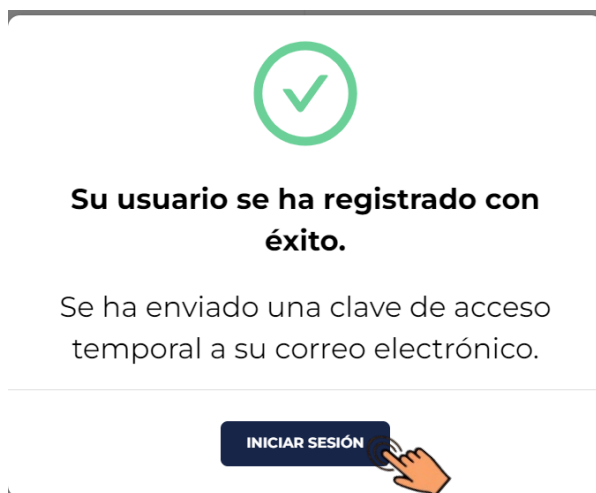 Su usuario se ha registrado con
éxito.
Se ha enviado una clave de acceso
temporal a su correo electrónico.
INICIAR SESIÓN